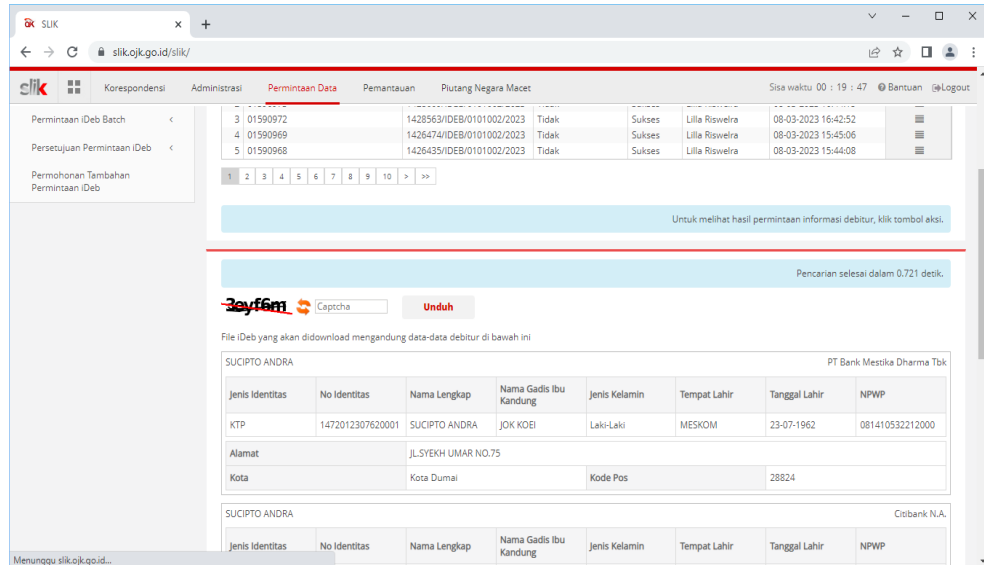 SLIK
slik.ojk.go.id/slik/
slik Korespondensi Administrasi Permintaan Data Pemantauan Piutang Negara Macet Sisa waktu 00 : 19 : 47 Bantuan Logout
Permintaan iDeb Batch
Persetujuan Permintaan iDeb
Permohonan Tambahan
Permintaan iDeb
3 01590972 1428563/IDEB/0101002/2023 Tidak Sukses Lilla Riswelra 08-03-2023 16:42:52
4 01590969 1426474/IDEB/0101002/2023 Tidak Sukses Lilla Riswelra 08-03-2023 15:45:06
5 01590968 1426435/IDEB/0101002/2023 Tidak Sukses Lilla Riswelra 08-03-2023 15:44:08
1 2 3 4 5 6 7 8 9 10 > >>
Untuk melihat hasil permintaan informasi debitur, klik tombol aksi.
Pencarian selesai dalam 0.721 detik.
Captcha Unduh
File iDeb yang akan didownload mengandung data-data debitur di bawah ini
SUCIPTO ANDRA PT Bank Mestika Dharma Tbk
Jenis Identitas No Identitas Nama Lengkap Nama Gadis Ibu Kandung Jenis Kelamin Tempat Lahir Tanggal Lahir NPWP
KTP 1472012307620001 SUCIPTO ANDRA JOK KOEI Laki-Laki MESKOM 23-07-1962 081410532212000
Alamat JL.SYEKH UMAR NO.75
Kota Kota Dumai Kode Pos 28824
SUCIPTO ANDRA Citibank N.A.
Jenis Identitas No Identitas Nama Lengkap Nama Gadis Ibu Kandung Jenis Kelamin Tempat Lahir Tanggal Lahir NPWP
Menunggu slik.ojk.go.id...